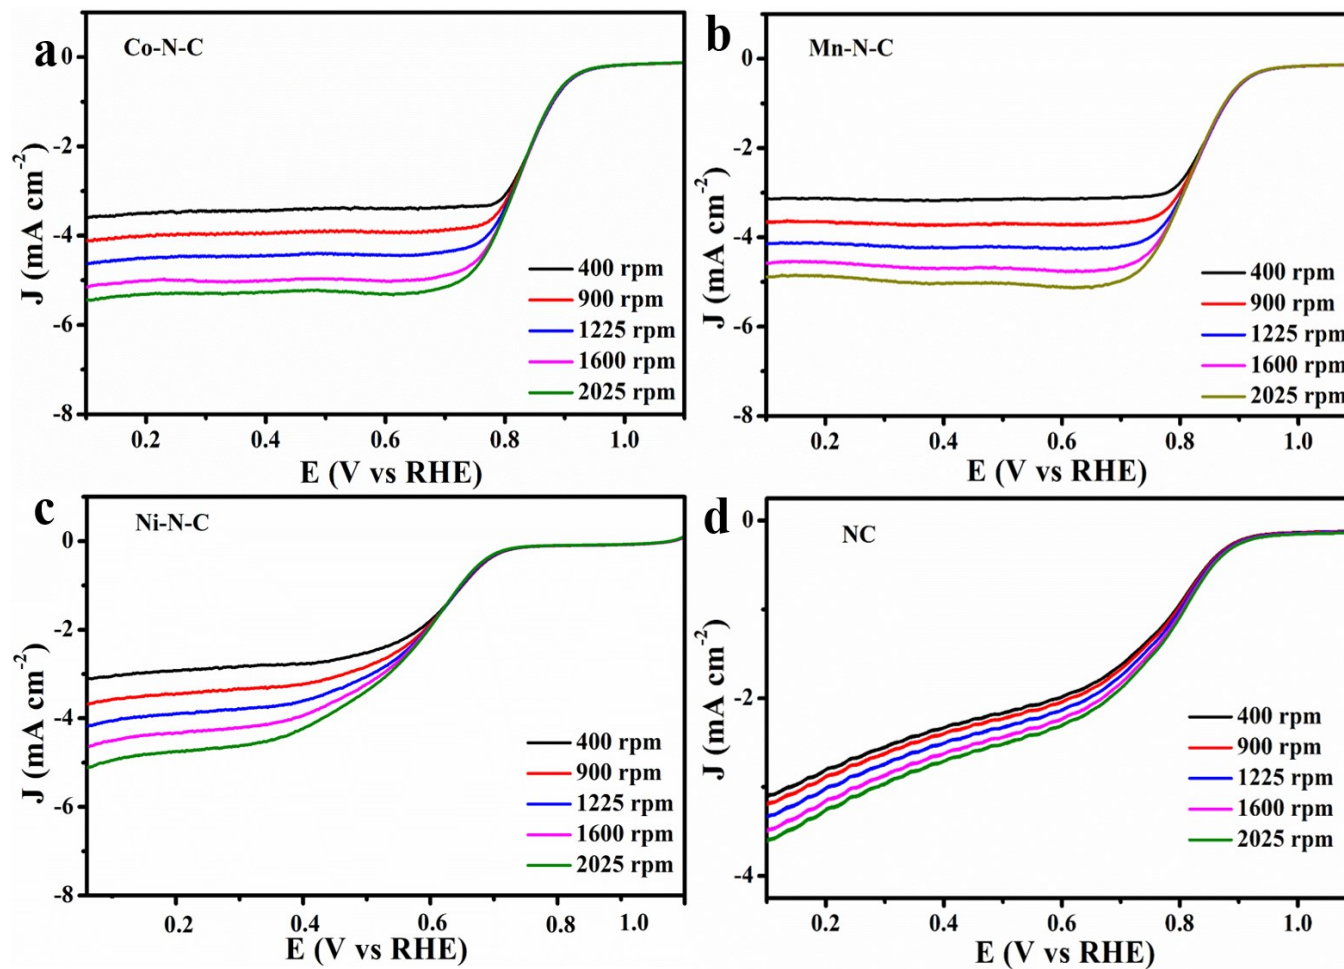 a
Co-N-C
0
-2
-4
-6
-8
J (mA cm-2)
400 rpm
900 rpm
1225 rpm
1600 rpm
2025 rpm
0.2 0.4 0.6 0.8 1.0
E (V vs RHE)
b
Mn-N-C
0
-2
-4
-6
-8
J (mA cm-2)
400 rpm
900 rpm
1225 rpm
1600 rpm
2025 rpm
0.2 0.4 0.6 0.8 1.0
E (V vs RHE)
c
Ni-N-C
0
-2
-4
-6
-8
J (mA cm-2)
400 rpm
900 rpm
1225 rpm
1600 rpm
2025 rpm
0.2 0.4 0.6 0.8 1.0
E (V vs RHE)
d
NC
0
-2
-4
J (mA cm-2)
400 rpm
900 rpm
1225 rpm
1600 rpm
2025 rpm
0.2 0.4 0.6 0.8 1.0
E (V vs RHE)